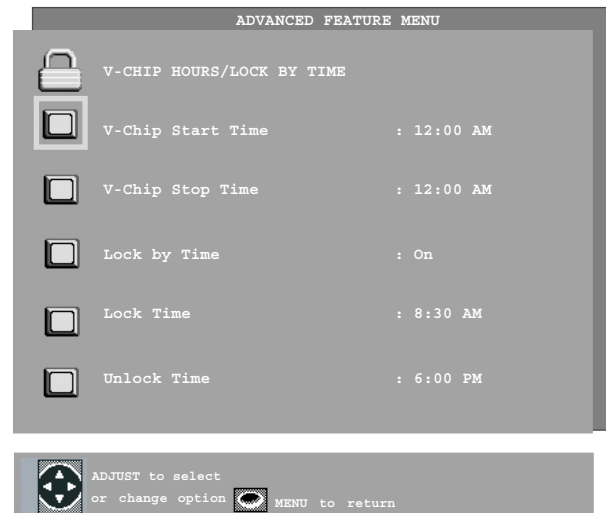 ADVANCED FEATURE MENU
V-CHIP HOURS/LOCK BY TIME
V-Chip Start Time : 12:00 AM
V-Chip Stop Time : 12:00 AM
Lock by Time : On
Lock Time : 8:30 AM
Unlock Time : 6:00 PM
ADJUST to select
or change option MENU to return